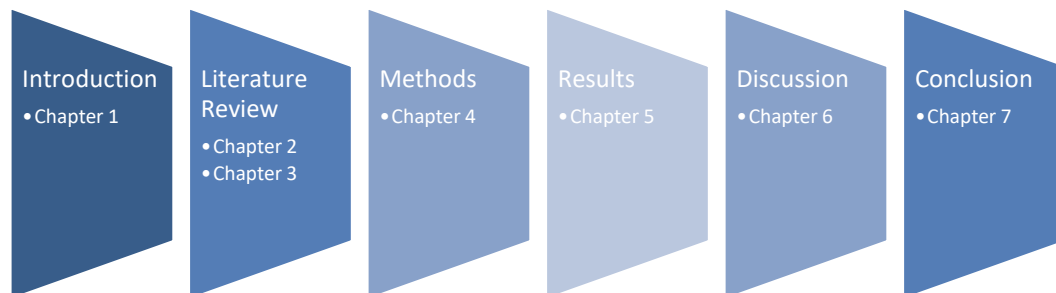 Introduction
• Chapter 1
Literature
Review
• Chapter 2
• Chapter 3
Methods
• Chapter 4
Results
• Chapter 5
Discussion
• Chapter 6
Conclusion
• Chapter 7